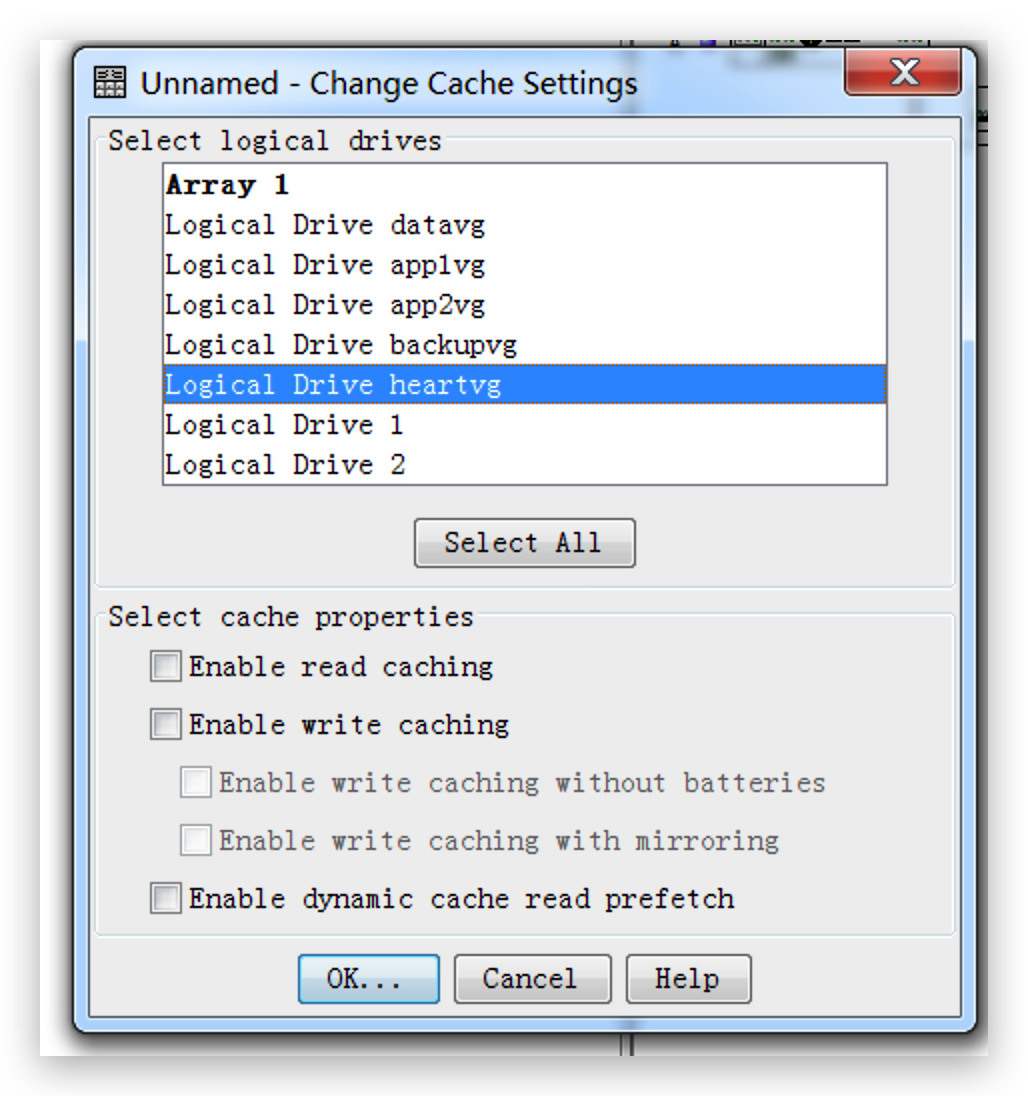 Unnamed - Change Cache Settings
Select logical drives
Array 1
Logical Drive datavg
Logical Drive app1vg
Logical Drive app2vg
Logical Drive backupvg
Logical Drive heartvg
Logical Drive 1
Logical Drive 2
Select All
Select cache properties
Enable read caching
Enable write caching
Enable write caching without batteries
Enable write caching with mirroring
Enable dynamic cache read prefetch
OK... Cancel Help